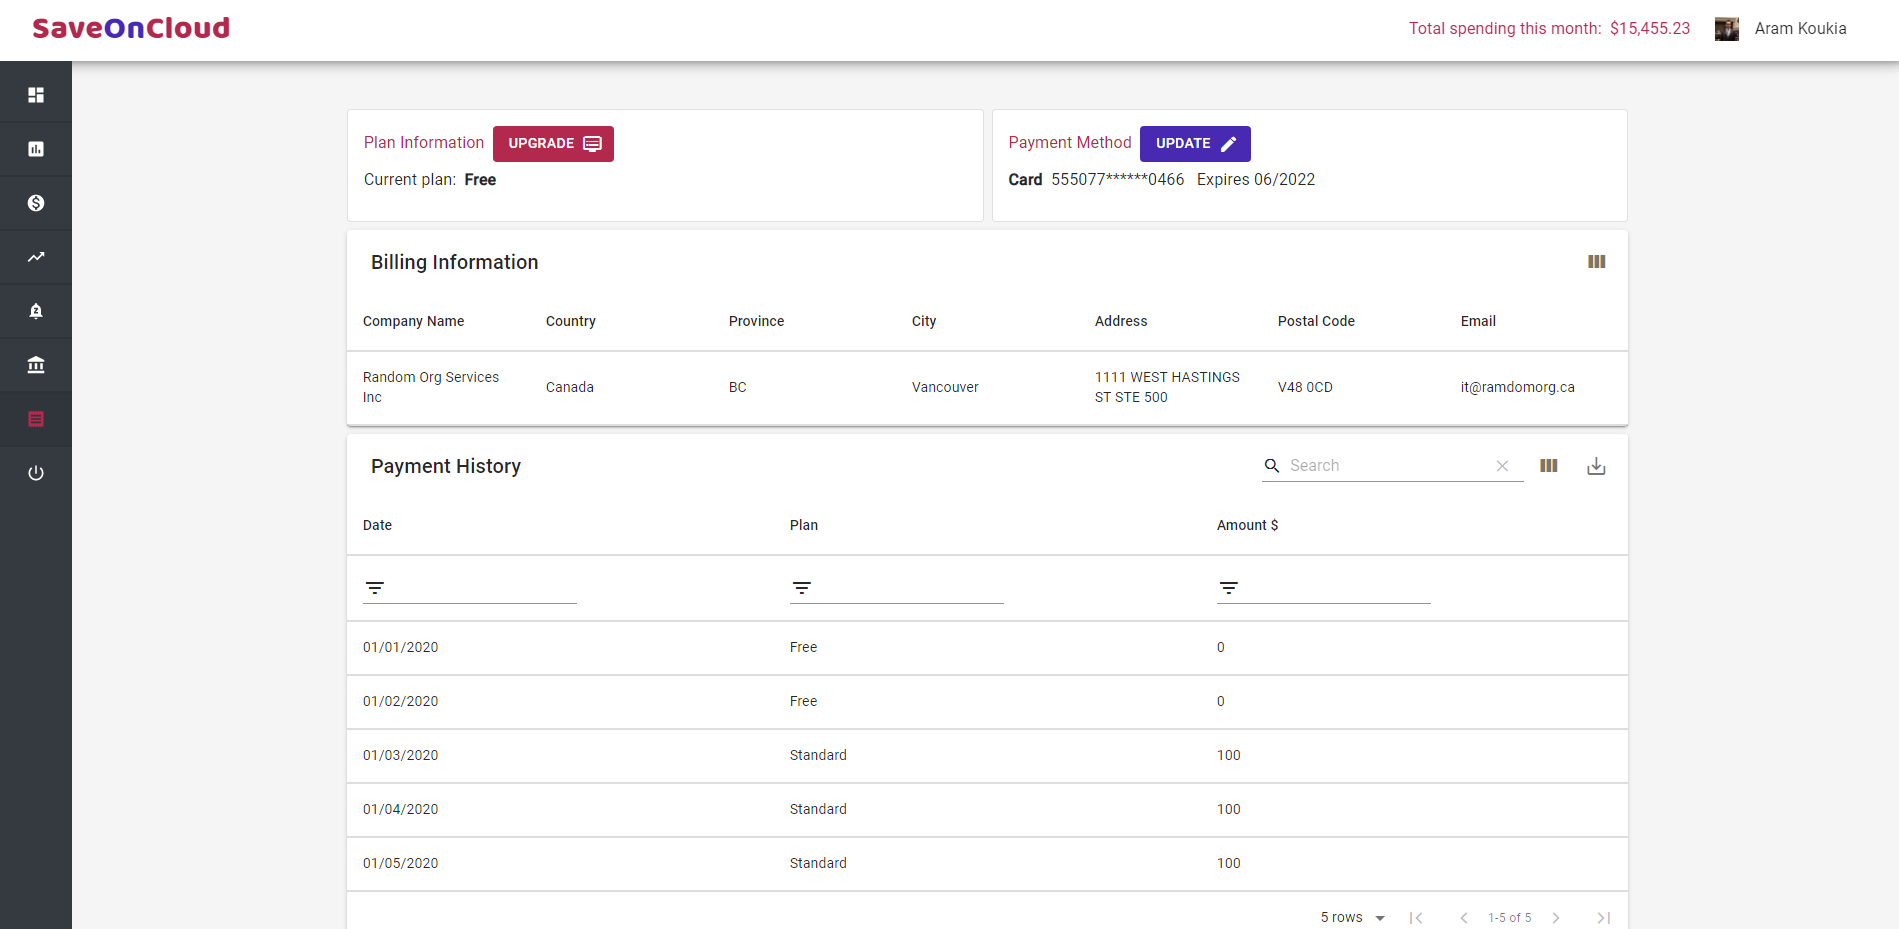 SaveOnCloud
Total spending this month: $15,455.23
Aram Koukia
Plan Information
UPGRADE
Current plan: Free
Payment Method
UPDATE
Card 555077******0466 Expires 06/2022
Billing Information
Company Name Country Province City Address Postal Code Email
Random Org Services
Inc
Canada
BC
Vancouver
1111 WEST HASTINGS
ST STE 500
V48 0CD
it@ramdomorg.ca
Payment History
Search
Date Plan Amount $
01/01/2020 Free 0
01/02/2020 Free 0
01/03/2020 Standard 100
01/04/2020 Standard 100
01/05/2020 Standard 100
5 rows 1-5 of 5